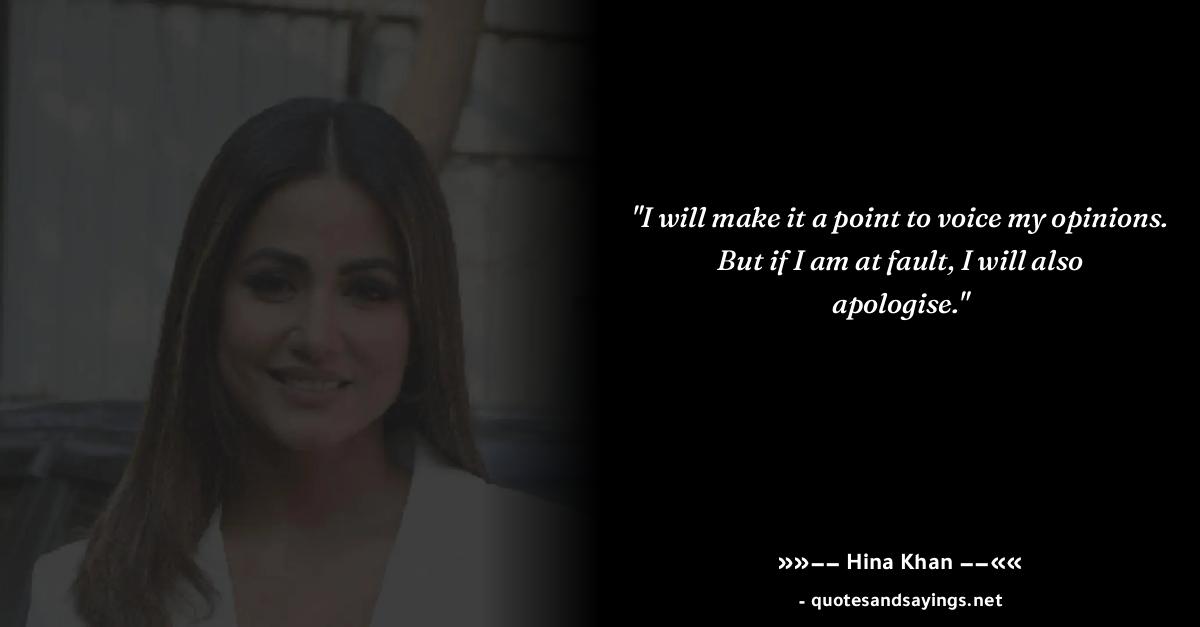 "I will make it a point to voice my opinions.
But if I am at fault, I will also
apologise."
»»−− Hina Khan −−««
- quotesandsayings.net